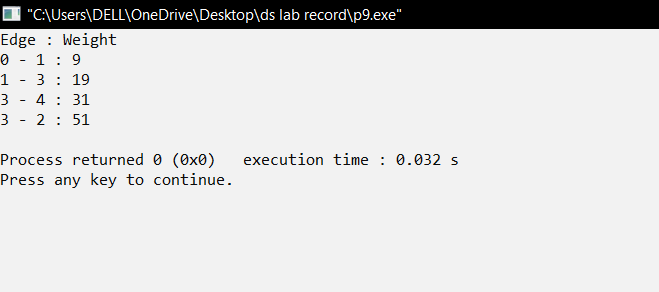 "C:\Users\DELL\OneDrive\Desktop\ds lab record\p9.exe"
Edge : Weight
0 - 1 : 9
1 - 3 : 19
3 - 4 : 31
3 - 2 : 51
Process returned 0 (0x0)   execution time : 0.032 s
Press any key to continue.